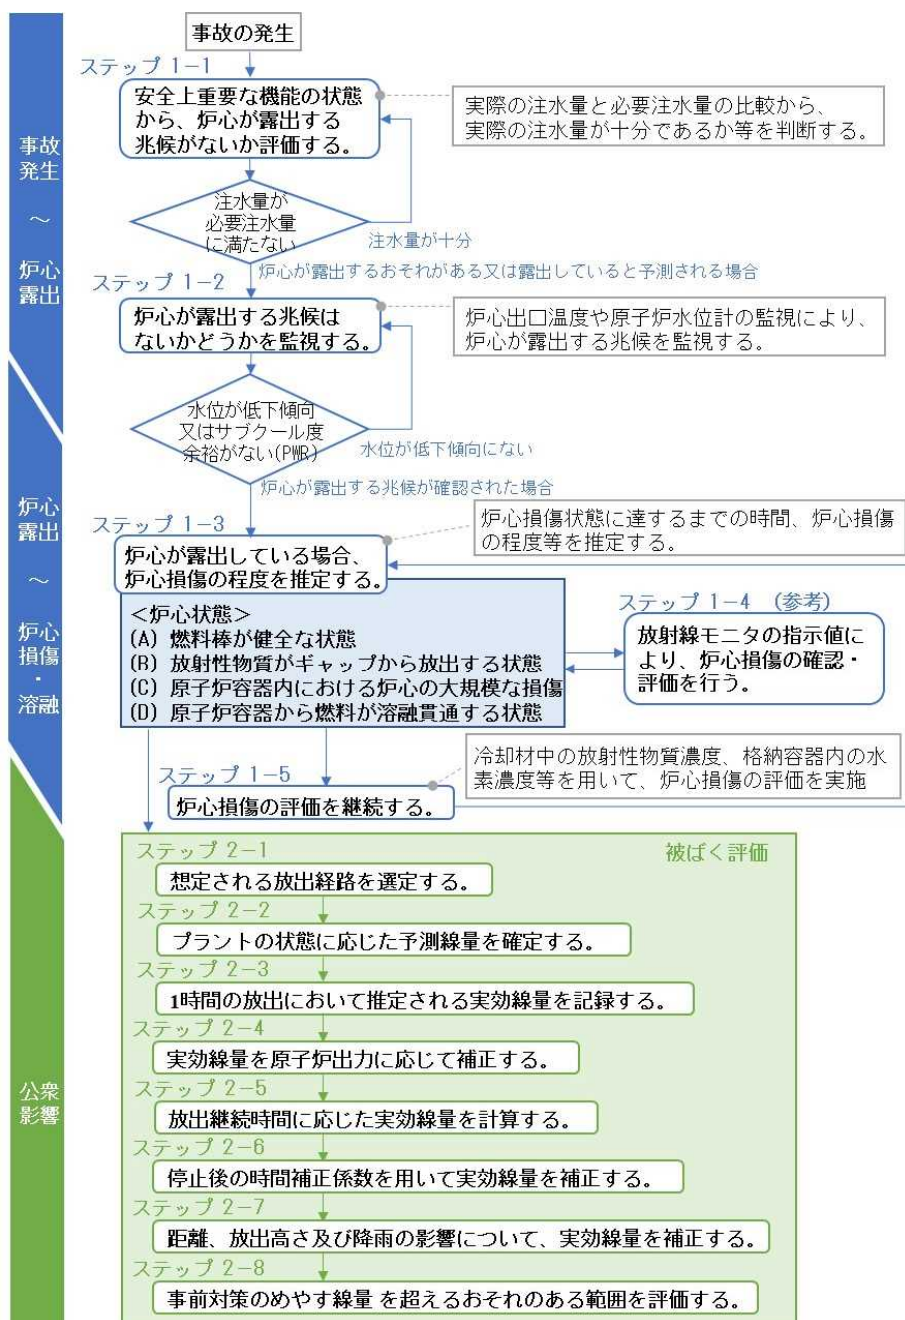 事故の発生
ステップ 1-1
安全上重要な機能の状態
から、炉心が露出する
兆候がないか評価する。
実際の注水量と必要注水量の比較から、
実際の注水量が十分であるか等を判断する。
事故
発生
～
炉心
露出
注水量が
必要注水量
に満たない
注水量が十分
炉心が露出するおそれがある又は露出していると予測される場合
ステップ 1-2
炉心が露出する兆候は
ないかどうかを監視する。
炉心出口温度や原子炉水位計の監視により、
炉心が露出する兆候を監視する。
水位が低下傾向
又はサブクール度
余裕がない(PWR)
水位が低下傾向にない
炉心が露出する兆候が確認された場合
炉心
露出
～
炉心
損傷
・
溶融
ステップ 1-3
炉心が露出している場合、
炉心損傷の程度を推定する。
炉心損傷状態に達するまでの時間、炉心損傷
の程度等を推定する。
<炉心状態>
(A) 燃料棒が健全な状態
(B) 放射性物質がギャップから放出する状態
(C) 原子炉容器内における炉心の大規模な損傷
(D) 原子炉容器から燃料が溶融貫通する状態
ステップ 1-4 (参考)
放射線モニタの指示値に
より、炉心損傷の確認・
評価を行う。
ステップ 1-5
炉心損傷の評価を継続する。
冷却材中の放射性物質濃度、格納容器内の水
素濃度等を用いて、炉心損傷の評価を実施
公衆
影響
被ばく評価
ステップ 2-1
想定される放出経路を選定する。
ステップ 2-2
プラントの状態に応じた予測線量を確定する。
ステップ 2-3
1時間の放出において推定される実効線量を記録する。
ステップ 2-4
実効線量を原子炉出力に応じて補正する。
ステップ 2-5
放出継続時間に応じた実効線量を計算する。
ステップ 2-6
停止後の時間補正係数を用いて実効線量を補正する。
ステップ 2-7
距離、放出高さ及び降雨の影響について、実効線量を補正する。
ステップ 2-8
事前対策のめやす線量 を超えるおそれのある範囲を評価する。